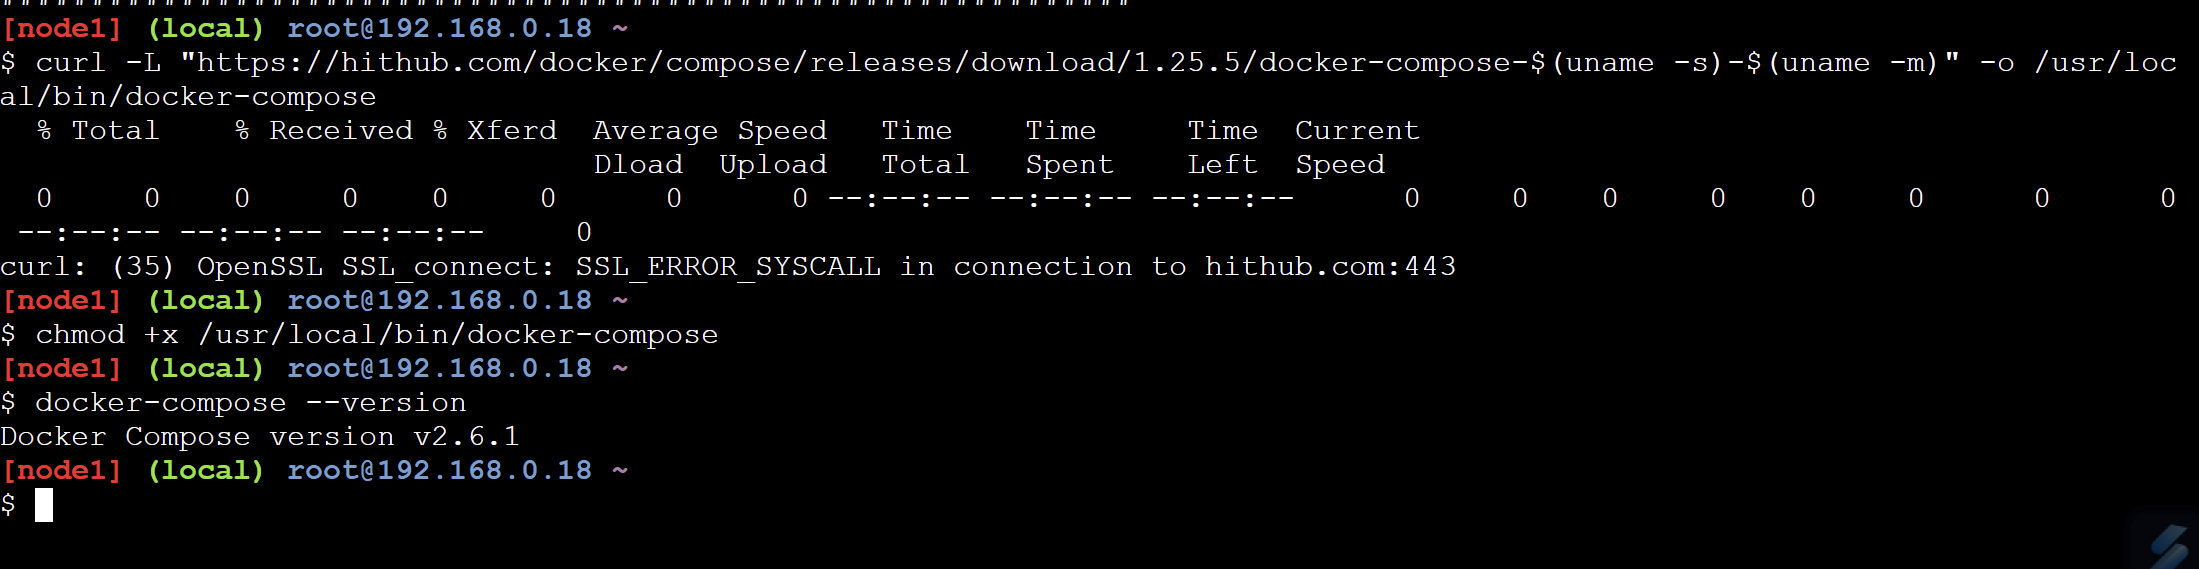 [node1] (local) root@192.168.0.18 ~
$ curl -L "https://hithub.com/docker/compose/releases/download/1.25.5/docker-compose-$(uname -s)-$(uname -m)" -o /usr/loc
al/bin/docker-compose
  % Total    % Received % Xferd  Average Speed   Time    Time     Time  Current
                                 Dload  Upload   Total   Spent    Left  Speed
  0     0    0     0    0     0      0      0 --:--:-- --:--:-- --:--:--      0     0    0     0    0     0      0      0
 --:--:-- --:--:-- --:--:--     0
curl: (35) OpenSSL SSL_connect: SSL_ERROR_SYSCALL in connection to hithub.com:443
[node1] (local) root@192.168.0.18 ~
$ chmod +x /usr/local/bin/docker-compose
[node1] (local) root@192.168.0.18 ~
$ docker-compose --version
Docker Compose version v2.6.1
[node1] (local) root@192.168.0.18 ~
$